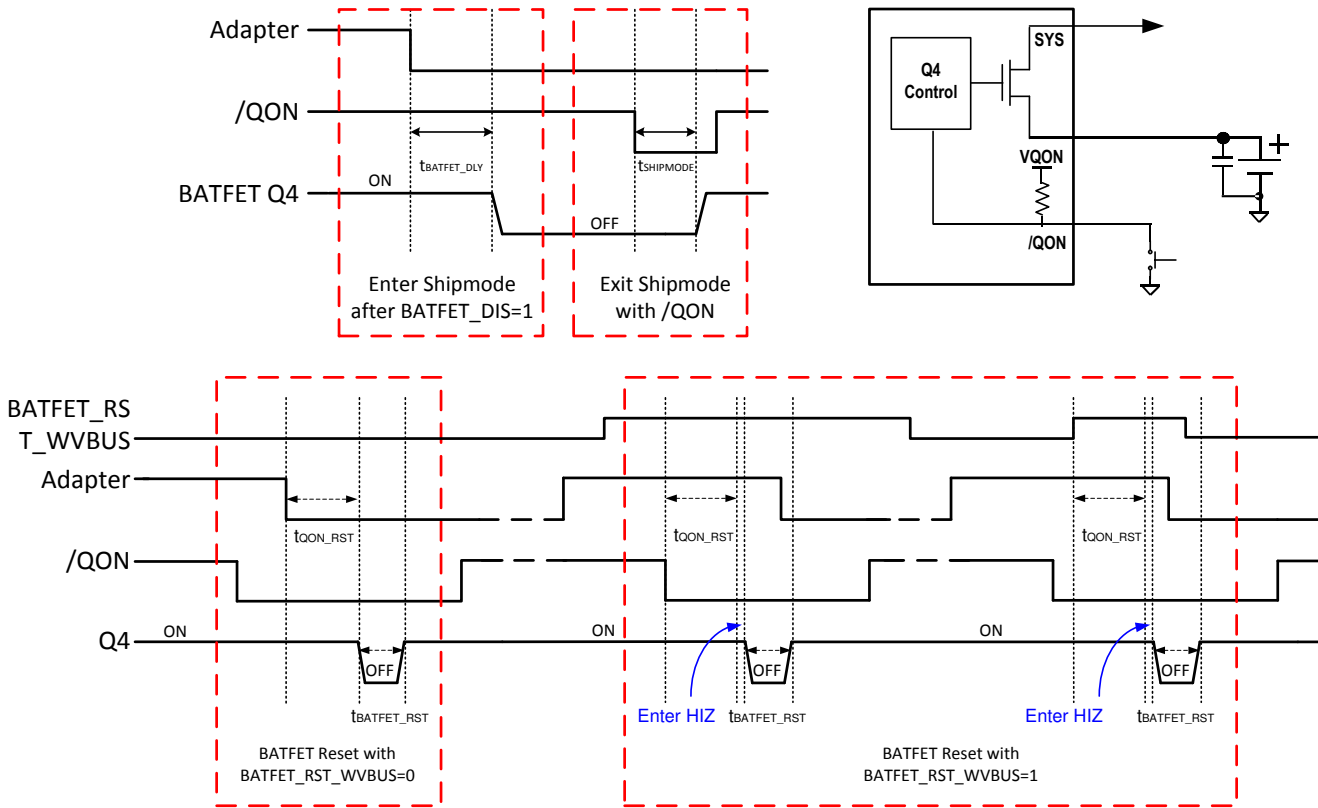 Adapter
/QON
tBATFET_DLY
tSHIPMODE
ON
BATFET Q4
OFF
Enter Shipmode
after BATFET_DIS=1
Exit Shipmode
with /QON
SYS
Q4
Control
VQON
+
/QON
BATFET_RS
T_WVBUS
Adapter
tQON_RST
tQON_RST
tQON_RST
/QON
ON
ON
ON
Q4
OFF
OFF
OFF
tBATFET_RST
Enter HIZ
tBATFET_RST
Enter HIZ
tBATFET_RST
BATFET Reset with
BATFET_RST_WVBUS=0
BATFET Reset with
BATFET_RST_WVBUS=1